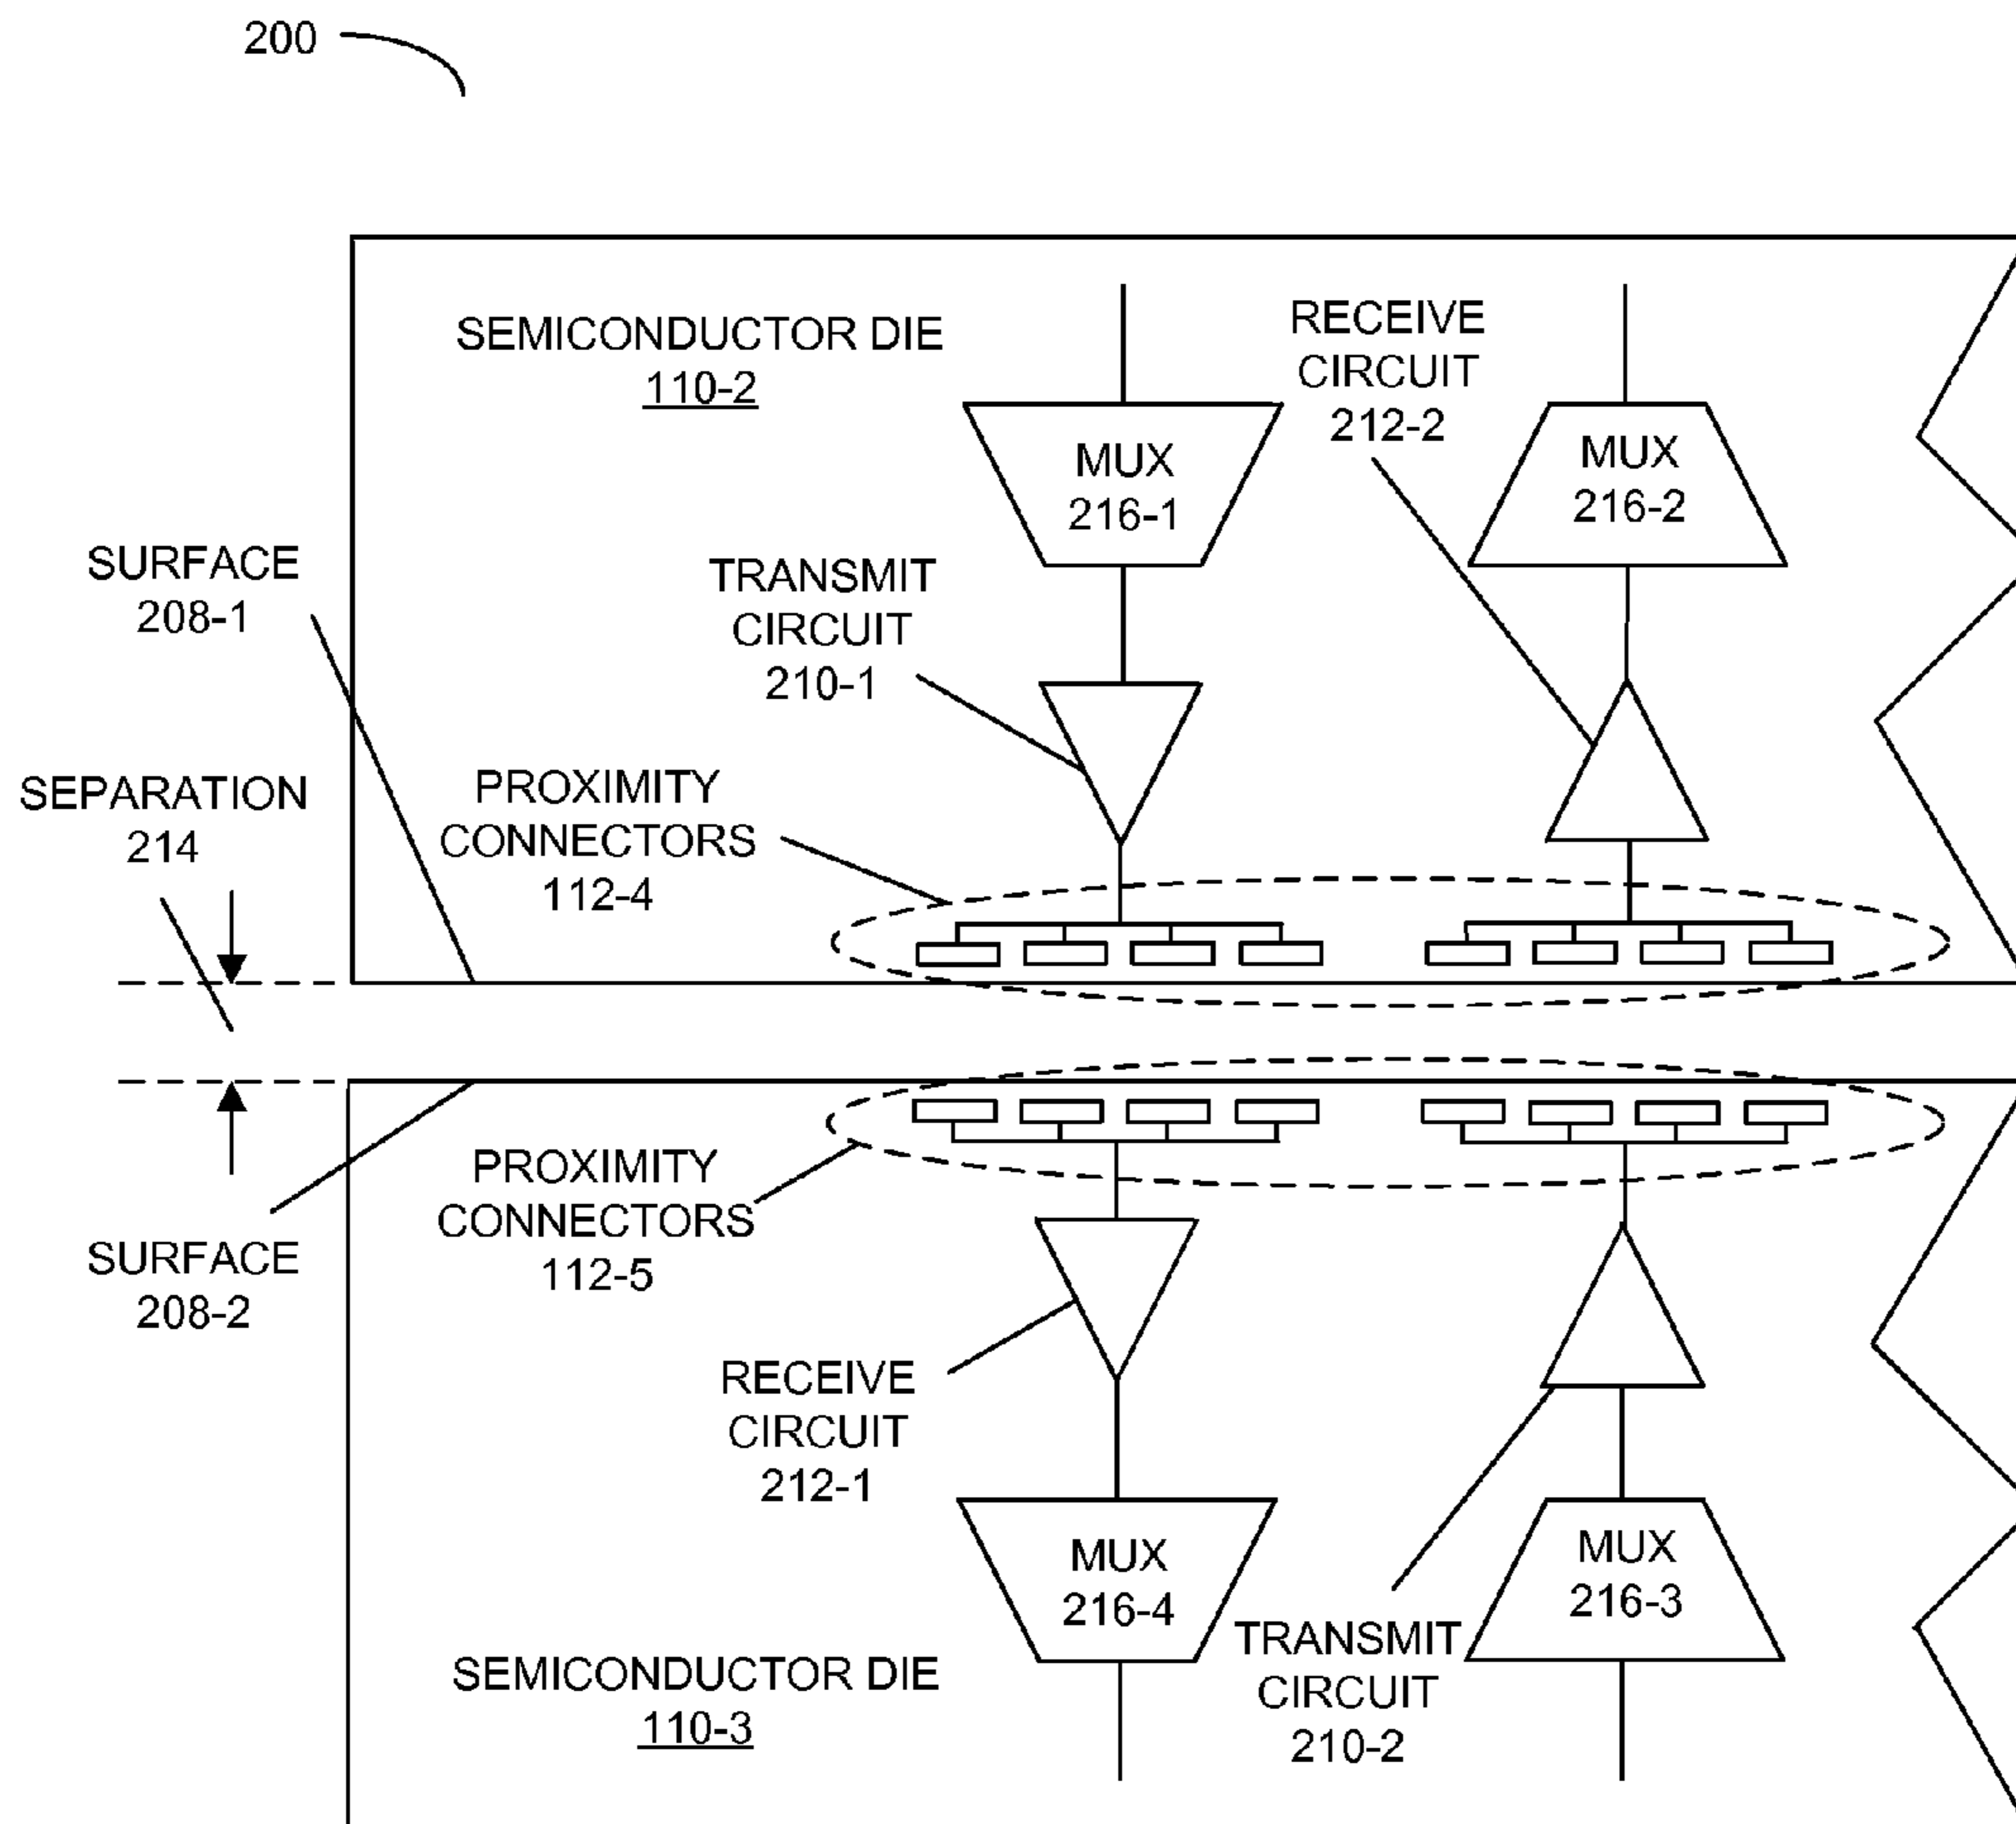 200
SEMICONDUCTOR DIE
110-2
RECEIVE
CIRCUIT
212-2
MUX
216-1
MUX
216-2
SURFACE
208-1
TRANSMIT
CIRCUIT
210-1
SEPARATION
214
PROXIMITY
CONNECTORS
112-4
PROXIMITY
CONNECTORS
112-5
SURFACE
208-2
RECEIVE
CIRCUIT
212-1
MUX
216-4
MUX
216-3
TRANSMIT
CIRCUIT
210-2
SEMICONDUCTOR DIE
110-3